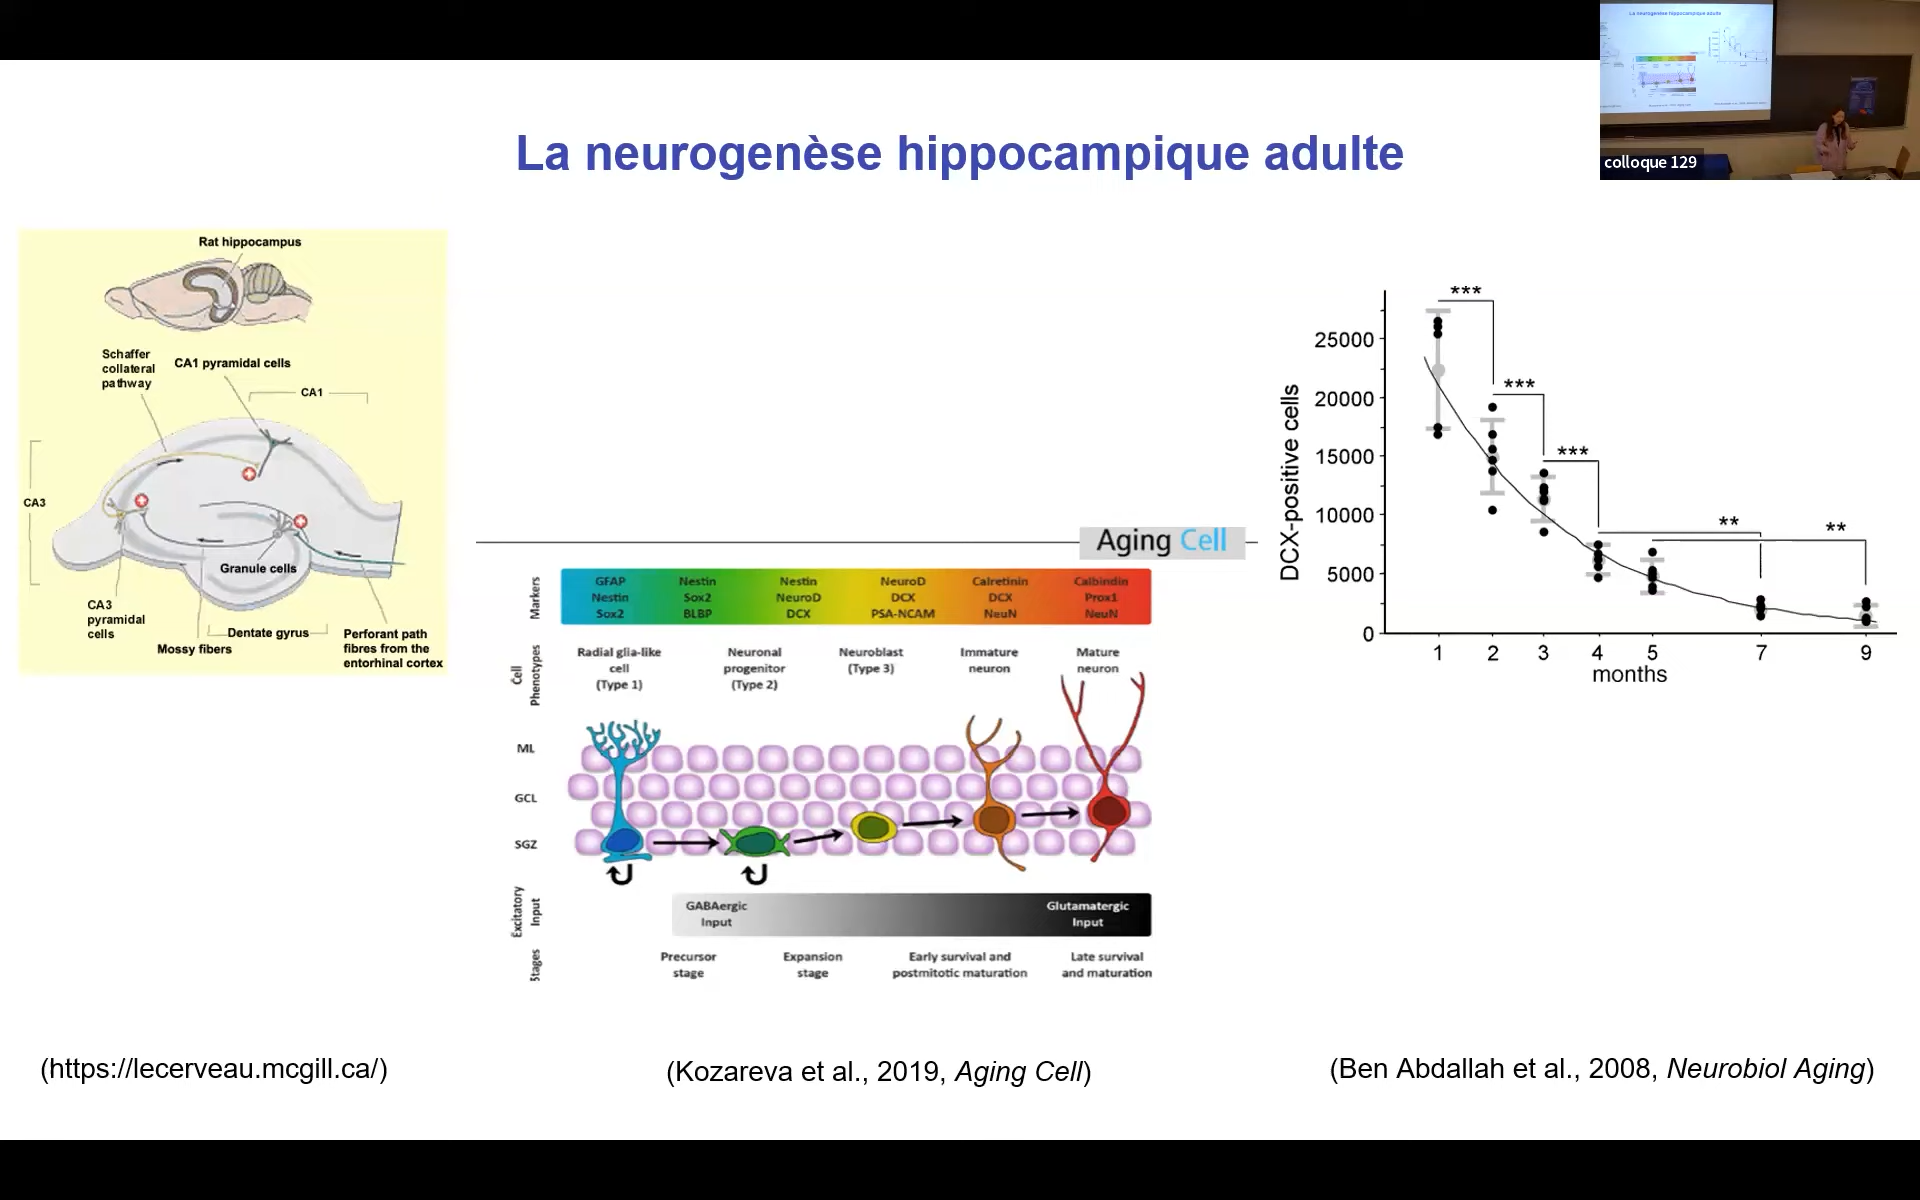 La neurogenèse hippocampique adulte
colloque 129
Rat hippocampus
Schaffer
collateral
pathway
CA1 pyramidal cells
CA1
CA3
Granule cells
CA3
pyramidal
cells
Dentate gyrus
Mossy fibers
Perforant path
fibres from the
entorhinal cortex
(https://lecerveau.mcgill.ca/)
Aging Cell
Markers
GFAP Nestin Nestin NeuroD Calretinin Calbindin
Nestin Sox2 NeuroD DCX DCX Prox1
Sox2 BLBP DCX PSA-NCAM NeuN NeuN
Cell
Phenotypes
Radial glia-like
cell
(Type 1)
Neuronal
progenitor
(Type 2)
Neuroblast
(Type 3)
Immature
neuron
Mature
neuron
ML
GCL
SGZ
Excitatory
Input
GABAergic
Input
Glutamatergic
Input
Stages
Precursor
stage
Expansion
stage
Early survival and
postmitotic maturation
Late survival
and maturation
(Kozareva et al., 2019, Aging Cell)
DCX-positive cells
25000
20000
15000
10000
5000
0
***
***
***
**
**
1 2 3 4 5 7 9
months
(Ben Abdallah et al., 2008, Neurobiol Aging)
La neurogenèse hippocampique adulte